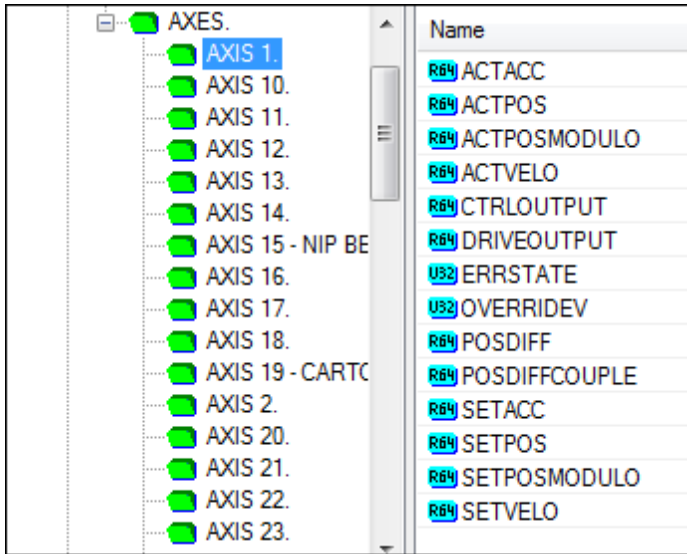 AXES.
AXIS 1.
AXIS 10.
AXIS 11.
AXIS 12.
AXIS 13.
AXIS 14.
AXIS 15 - NIP BE
AXIS 16.
AXIS 17.
AXIS 18.
AXIS 19 - CARTC
AXIS 2.
AXIS 20.
AXIS 21.
AXIS 22.
AXIS 23.
Name
R64 ACTACC
R64 ACTPOS
R64 ACTPOSMODULO
R64 ACTVELO
R64 CTRLOUTPUT
R64 DRIVEOUTPUT
U32 ERRSTATE
U32 OVERRIDEV
R64 POSDIFF
R64 POSDIFFCOUPLE
R64 SETACC
R64 SETPOS
R64 SETPOSMODULO
R64 SETVELO